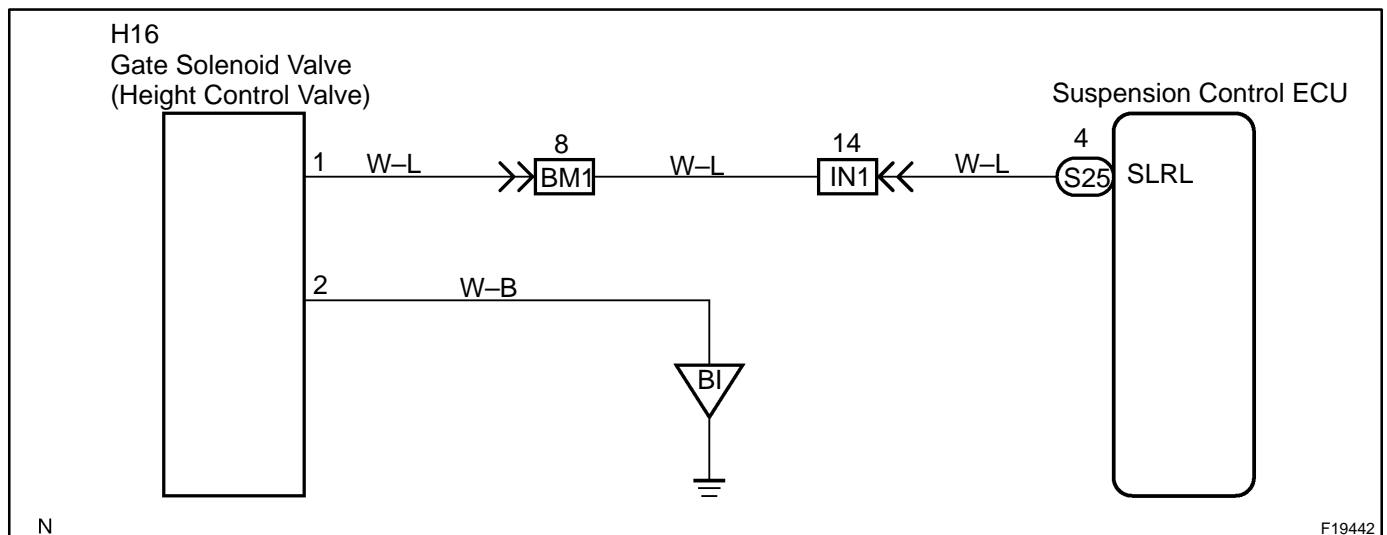 H16
Gate Solenoid Valve
(Height Control Valve)
Suspension Control ECU
1
W–L
8
BM1
W–L
14
IN1
W–L
4
S25
SLRL
2
W–B
BI
N
F19442